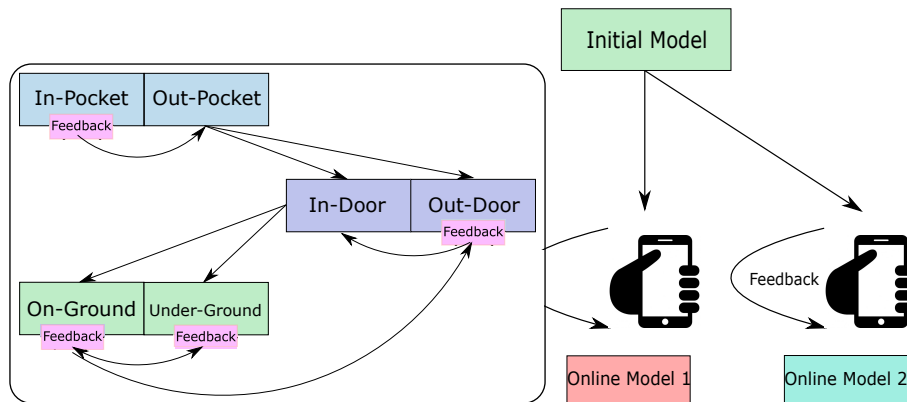 Initial Model
In-Pocket
Out-Pocket
Feedback
In-Door
Out-Door
Feedback
On-Ground
Under-Ground
Feedback
Feedback
Feedback
Online Model 1
Online Model 2